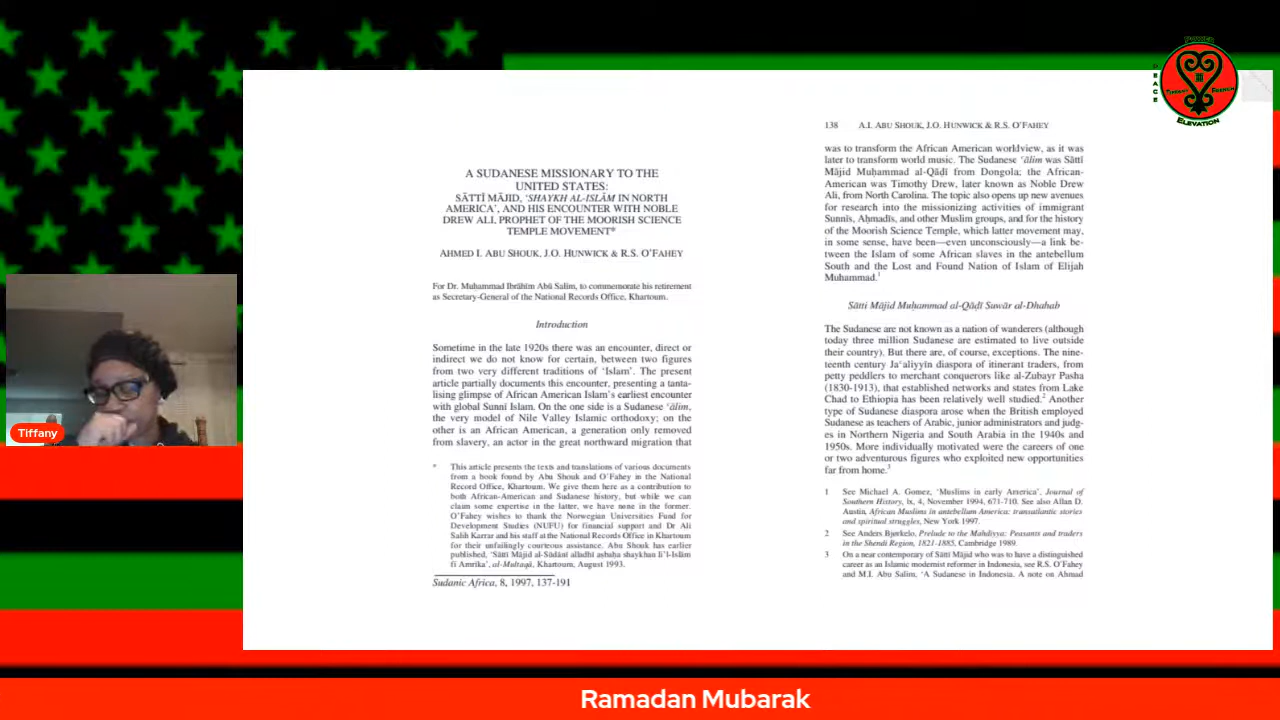 A SUDANESE MISSIONARY TO THE
UNITED STATES:
SĀTTĪ MĀJID, ‘SHAYKH AL-ISLĀM IN NORTH
AMERICA’, AND HIS ENCOUNTER WITH NOBLE
DREW ALI, PROPHET OF THE MOORISH SCIENCE
TEMPLE MOVEMENT*
AHMED I. ABU SHOUK, J.O. HUNWICK & R.S. O’FAHEY
For Dr. Muhammad Ibrāhīm Abū Salīm, to commemorate his retirement
as Secretary-General of the National Records Office, Khartoum.
Introduction
Sometime in the late 1920s there was an encounter, direct or
indirect we do not know for certain, between two figures
from two very different traditions of ‘Islam’. The present
article partially documents this encounter, presenting a tanta-
lising glimpse of African American Islam’s earliest encounter
with global Sunnī Islam. On the one side is a Sudanese ‘ālim,
the very model of Nile Valley Islamic orthodoxy; on the
other is an African American, a generation only removed
from slavery, an actor in the great northward migration that
* This article presents the texts and translations of various documents
from a book found by Abu Shouk and O’Fahey in the National
Record Office, Khartoum. We give them here as a contribution to
both African-American and Sudanese history, but while we can
claim some expertise in the latter, we have none in the former.
O’Fahey wishes to thank the Norwegian Universities Fund for
Development Studies (NUFU) for financial support and Dr Ali
Salih Karrar and his staff at the National Records Office in Khartoum
for their unfailingly courteous assistance. Abu Shouk has earlier
published, ‘Sātti Mājid al-Sūdānī alladhī aṣbaḥa shaykhan li’l-Islām
fī Amrīka’, al-Multaqā, Khartoum, August 1993.
Sudanic Africa, 8, 1997, 137-191
138 A.I. ABU SHOUK, J.O. HUNWICK & R.S. O’FAHEY
was to transform the African American worldview, as it was
later to transform world music. The Sudanese ‘ālim was Sāttī
Mājid Muḥammad al-Qāḍī from Dongola; the African-
American was Timothy Drew, later known as Noble Drew
Ali, from North Carolina. The topic also opens up new avenues
for research into the missionizing activities of immigrant
Sunnīs, Aḥmadīs, and other Muslim groups, and for the history
of the Moorish Science Temple, which latter movement may,
in some sense, have been—even unconsciously—a link be-
tween the Islam of some African slaves in the antebellum
South and the Lost and Found Nation of Islam of Elijah
Muhammad.1
Sātti Mājid Muḥammad al-Qāḍī Suwār al-Dhahab
The Sudanese are not known as a nation of wanderers (although
today three million Sudanese are estimated to live outside
their country). But there are, of course, exceptions. The nine-
teenth century Ja‘aliyyīn diaspora of itinerant traders, from
petty peddlers to merchant conquerors like al-Zubayr Pasha
(1830-1913), that established networks and states from Lake
Chad to Ethiopia has been relatively well studied.2 Another
type of Sudanese diaspora arose when the British employed
Sudanese as teachers of Arabic, junior administrators and judg-
es in Northern Nigeria and South Arabia in the 1940s and
1950s. More individually motivated were the careers of one
or two adventurous figures who exploited new opportunities
far from home.3
1 See Michael A. Gomez, ‘Muslims in early America’, Journal of
Southern History, lx, 4, November 1994, 671-710. See also Allan D.
Austin, African Muslims in antebellum America: transatlantic stories
and spiritual struggles, New York 1997.
2 See Anders Bjørkelo, Prelude to the Mahdiyya: Peasants and traders
in the Shendi Region, 1821-1885, Cambridge 1989.
3 On a near contemporary of Sāttī Mājid who was to have a distinguished
career as an Islamic modernist reformer in Indonesia, see R.S. O’Fahey
and M.I. Abu Salim, ‘A Sudanese in Indonesia. A note on Ahmad
POWER
PEACE
TIFFANY FRENCH
ELEVATION
Tiffany
Ramadan Mubarak